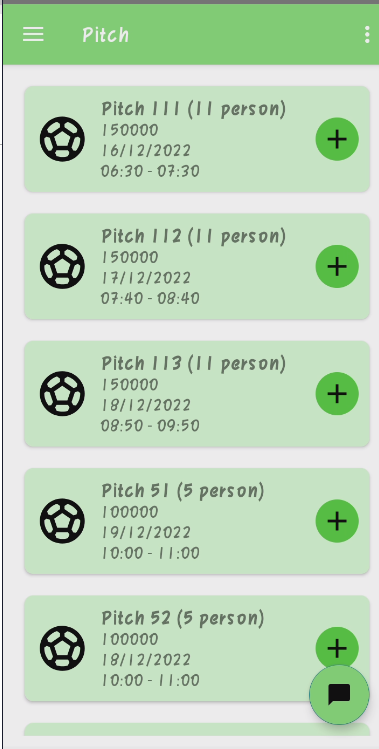 Pitch
Pitch 111 (11 person)
150000
16/12/2022
06:30 - 07:30
Pitch 112 (11 person)
150000
17/12/2022
07:40 - 08:40
Pitch 113 (11 person)
150000
18/12/2022
08:50 - 09:50
Pitch 51 (5 person)
100000
19/12/2022
10:00 - 11:00
Pitch 52 (5 person)
100000
18/12/2022
10:00 - 11:00